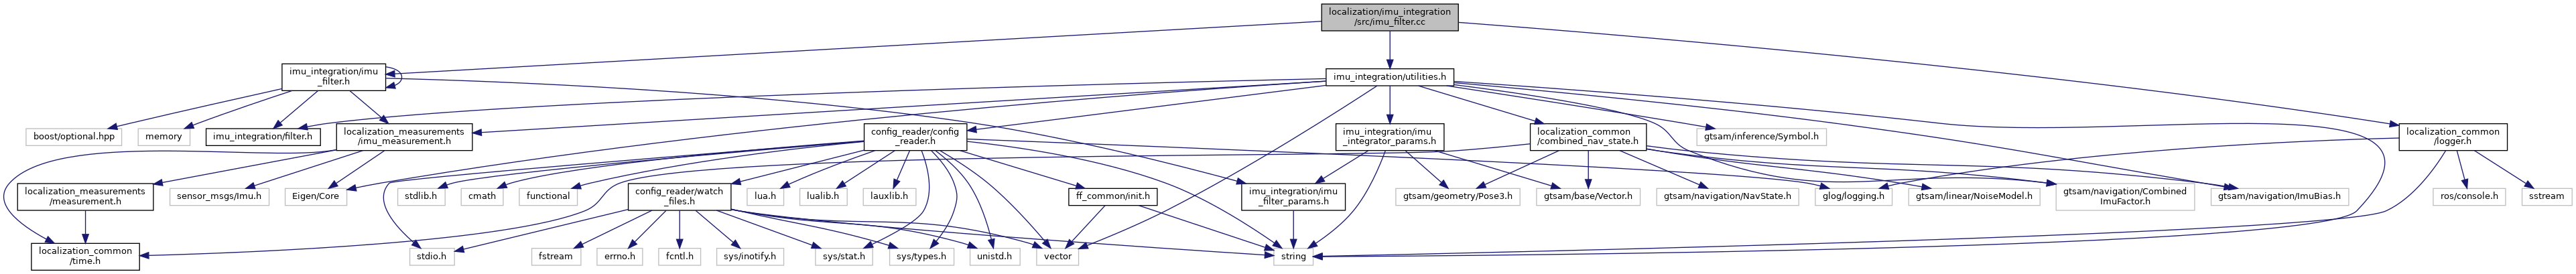 localization/imu_integration
/src/imu_filter.cc
imu_integration/imu
_filter.h
imu_integration/utilities.h
boost/optional.hpp
memory
imu_integration/filter.h
localization_measurements
/imu_measurement.h
config_reader/config
_reader.h
imu_integration/imu
_integrator_params.h
localization_common
/combined_nav_state.h
gtsam/inference/Symbol.h
localization_common
/logger.h
localization_measurements
/measurement.h
sensor_msgs/Imu.h
Eigen/Core
stdlib.h
cmath
functional
config_reader/watch
_files.h
lua.h
lualib.h
lauxlib.h
ff_common/init.h
imu_integration/imu
_filter_params.h
gtsam/geometry/Pose3.h
gtsam/base/Vector.h
gtsam/navigation/NavState.h
glog/logging.h
gtsam/linear/NoiseModel.h
gtsam/navigation/Combined
ImuFactor.h
gtsam/navigation/ImuBias.h
ros/console.h
sstream
localization_common
/time.h
stdio.h
fstream
errno.h
fcntl.h
sys/inotify.h
sys/stat.h
sys/types.h
unistd.h
vector
string